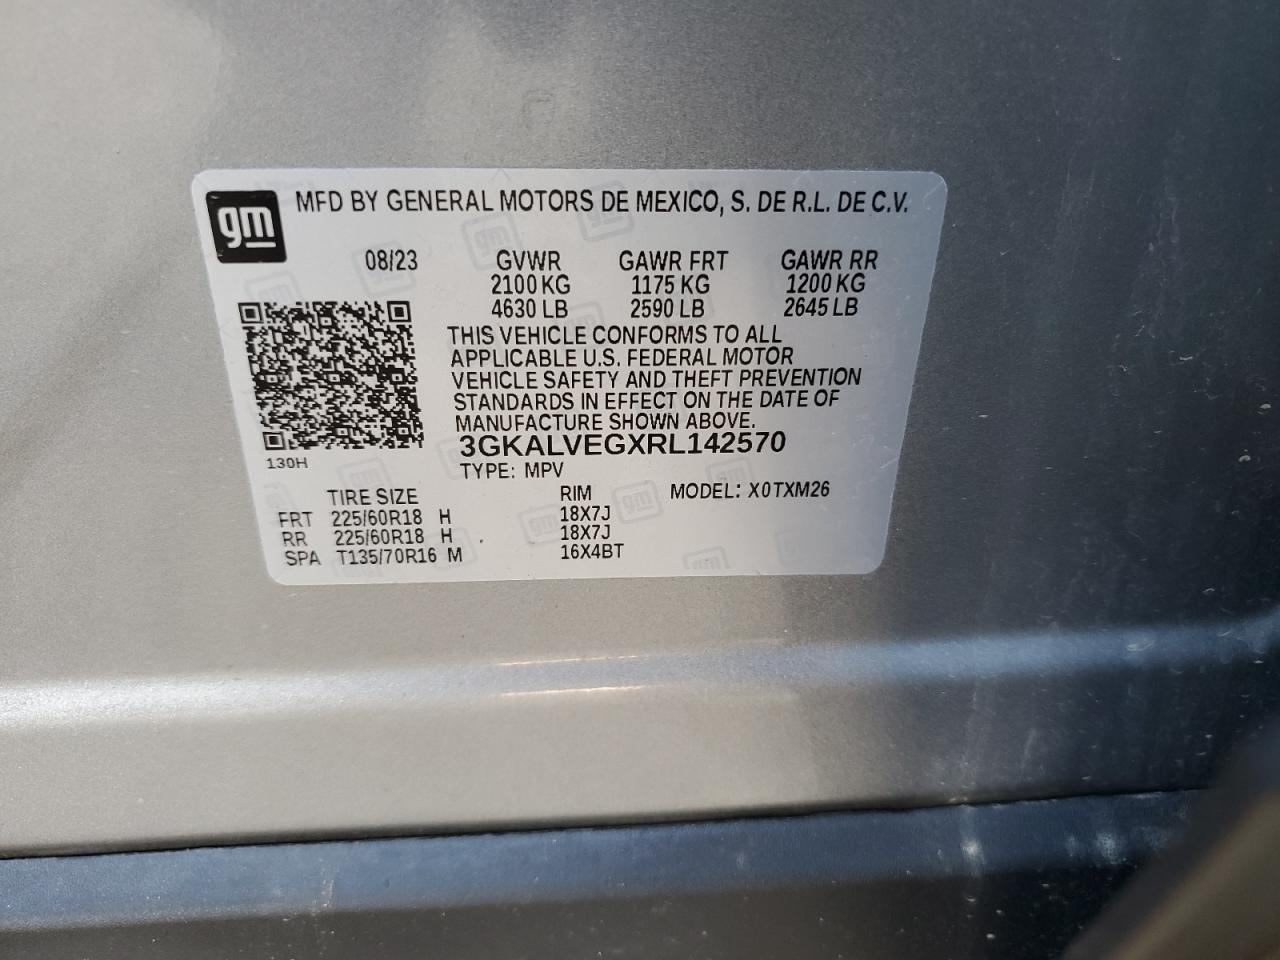 gm
MFD BY GENERAL MOTORS DE MEXICO, S. DE R.L. DE C.V.
08/23 GVWR GAWR FRT GAWR RR
2100 KG 1175 KG 1200 KG
4630 LB 2590 LB 2645 LB
THIS VEHICLE CONFORMS TO ALL
APPLICABLE U.S. FEDERAL MOTOR
VEHICLE SAFETY AND THEFT PREVENTION
STANDARDS IN EFFECT ON THE DATE OF
MANUFACTURE SHOWN ABOVE.
3GKALVEGXRL142570
130H
TYPE: MPV
TIRE SIZE RIM MODEL: X0TXM26
FRT 225/60R18 H 18X7J
RR 225/60R18 H 18X7J
SPA T135/70R16 M 16X4BT